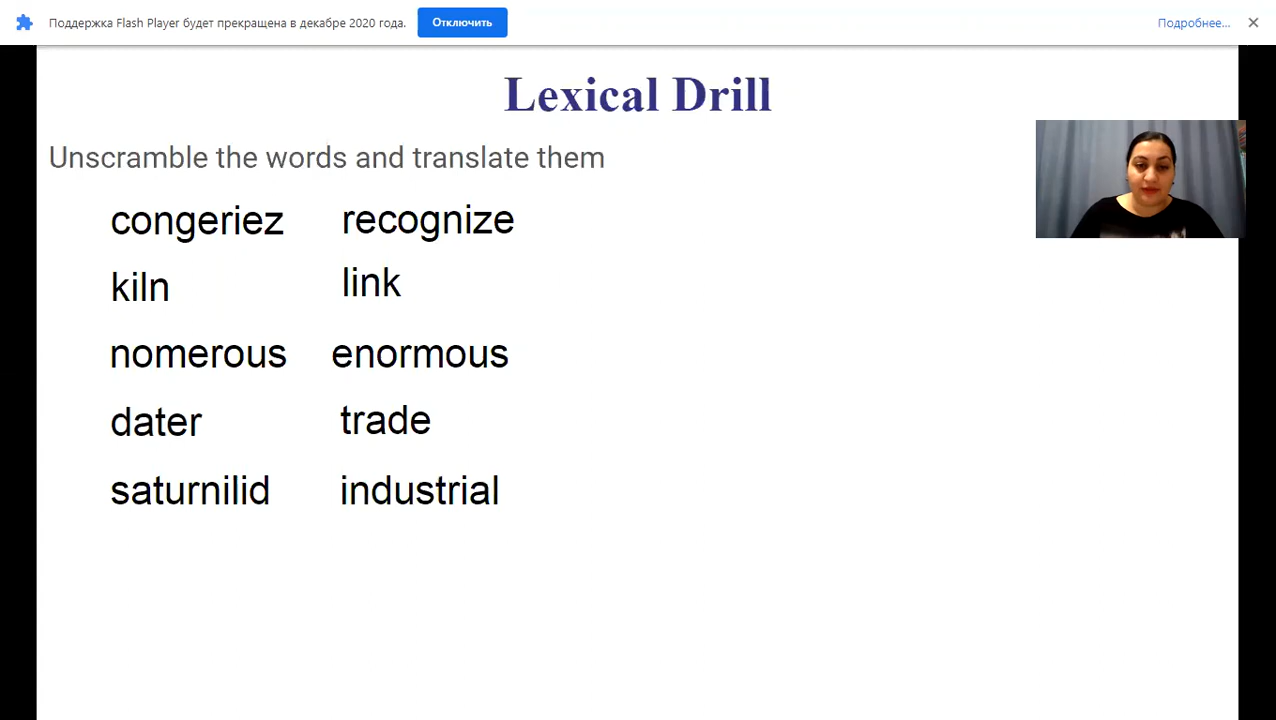 Поддержка Flash Player будет прекращена в декабре 2020 года. Отключить Подробнее...
Lexical Drill
Unscramble the words and translate them
congeriez recognize
kiln link
nomerous enormous
dater trade
saturnilid industrial